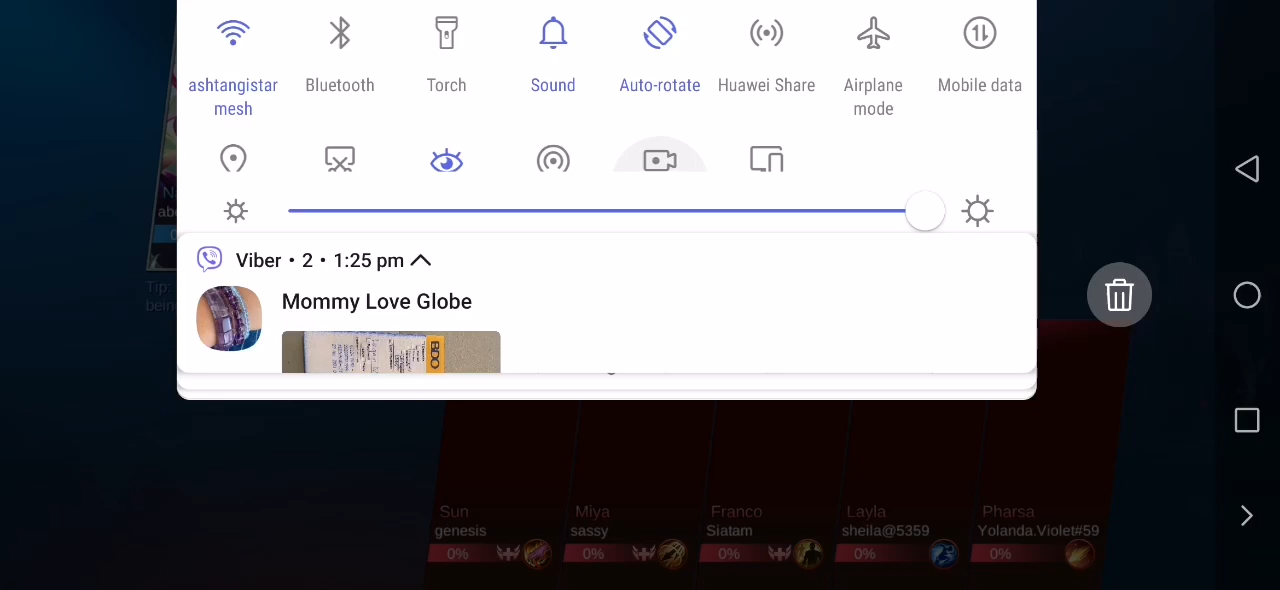 ashtangistar
mesh
Bluetooth
Torch
Sound
Auto-rotate
Huawei Share
Airplane
mode
Mobile data
Viber • 2 • 1:25 pm
Mommy Love Globe
BDO
Tip:
Sun
genesis
0%
Miya
sassy
0%
Franco
Siatam
0%
Layla
sheila@5359
0%
Pharsa
Yolanda.Violet#59
0%